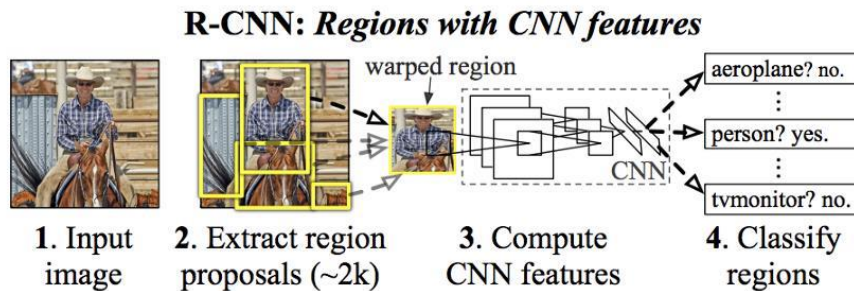 R-CNN: Regions with CNN features
warped region
aeroplane? no.
person? yes.
tvmonitor? no.
CNN
1. Input
image
2. Extract region
proposals (~2k)
3. Compute
CNN features
4. Classify
regions